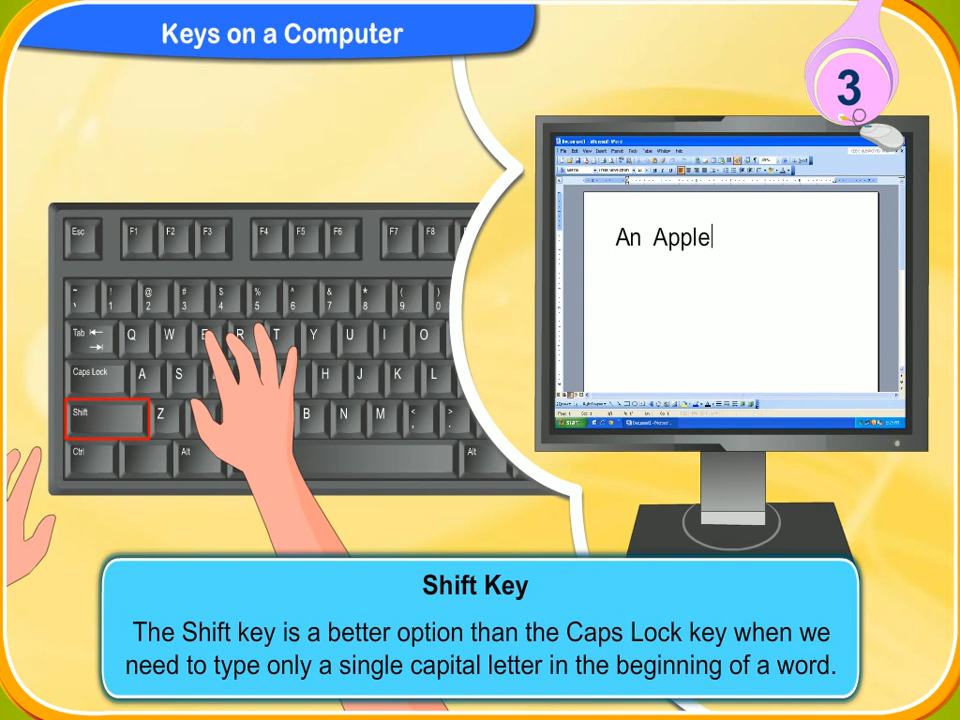 Keys on a Computer
3
An Apple
Esc F1 F2 F3 F4 F5 F6 F7 F8
~ ! @ # $ % ^ & * ( )
` 1 2 3 4 5 6 7 8 9 0
Tab Q W E R T Y U I O
Caps Lock A S H J K L
Shift Z B N M < >
, .
Ctrl Alt Alt
Shift Key
The Shift key is a better option than the Caps Lock key when we
need to type only a single capital letter in the beginning of a word.